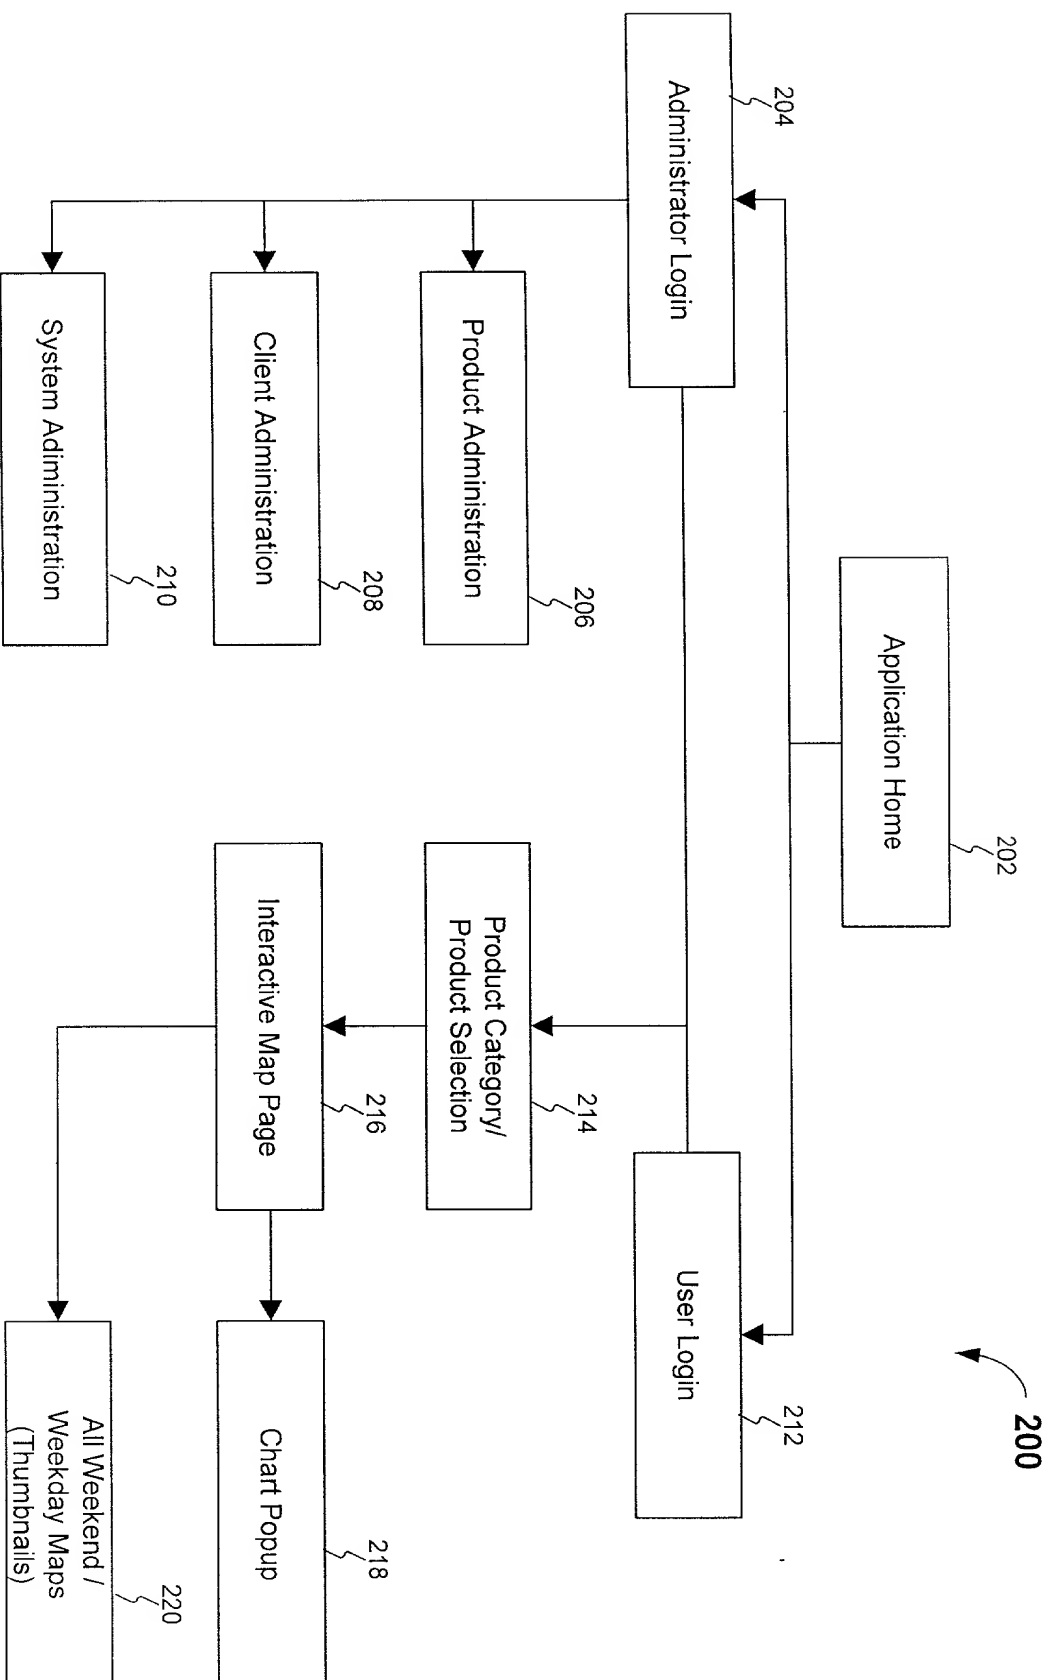 200
Application Home
202
204
Administrator Login
User Login
212
206
Product Administration
Product Category/
Product Selection
214
208
Client Administration
Interactive Map Page
216
Chart Popup
218
210
System Adiministration
All Weekend /
Weekday Maps
(Thumbnails)
220